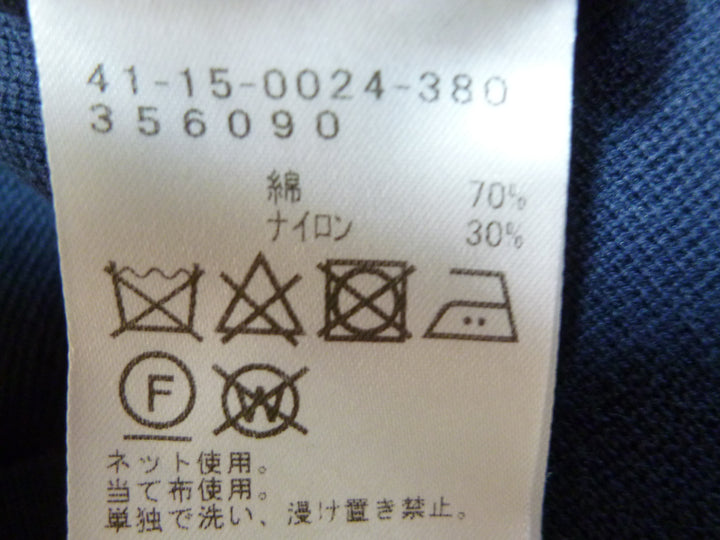 41-15-0024-380
356090
綿 70%
ナイロン 30%
F W
ネット使用。
当て布使用。
単独で洗い、浸け置き禁止。